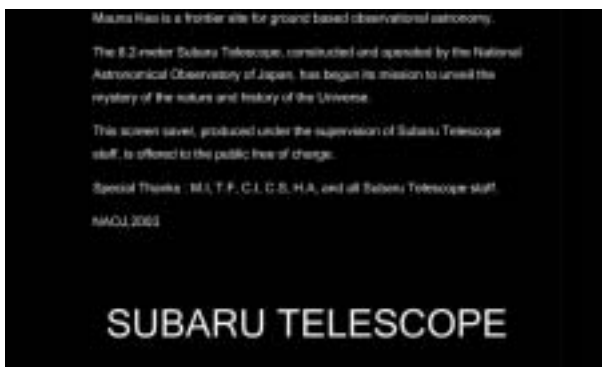 Mauna Kea is a frontier site for ground based observational astronomy.
The 8.2-meter Subaru Telescope, constructed and operated by the National
Astronomical Observatory of Japan, has begun its mission to unveil the
mystery of the nature and history of the Universe.
This screen saver, produced under the supervision of Subaru Telescope
staff, is offered to the public free of charge.
Special Thanks : M.I, T.F, C.I, C.S, H.A, and all Subaru Telescope staff.
NAOJ, 2003
SUBARU TELESCOPE